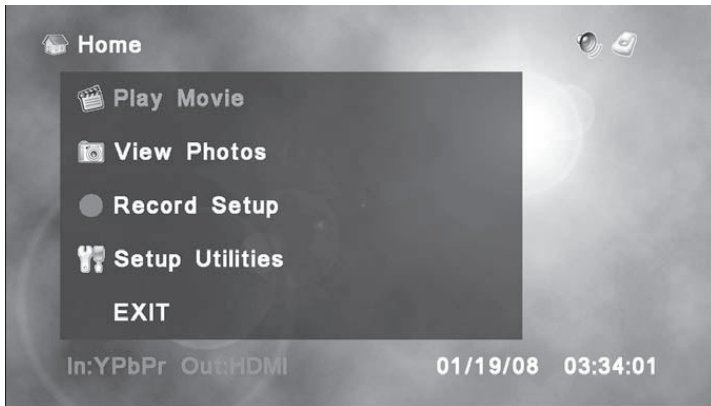 Home
Play Movie
View Photos
Record Setup
Setup Utilities
EXIT
In:YPbPr Out:HDMI 01/19/08 03:34:01